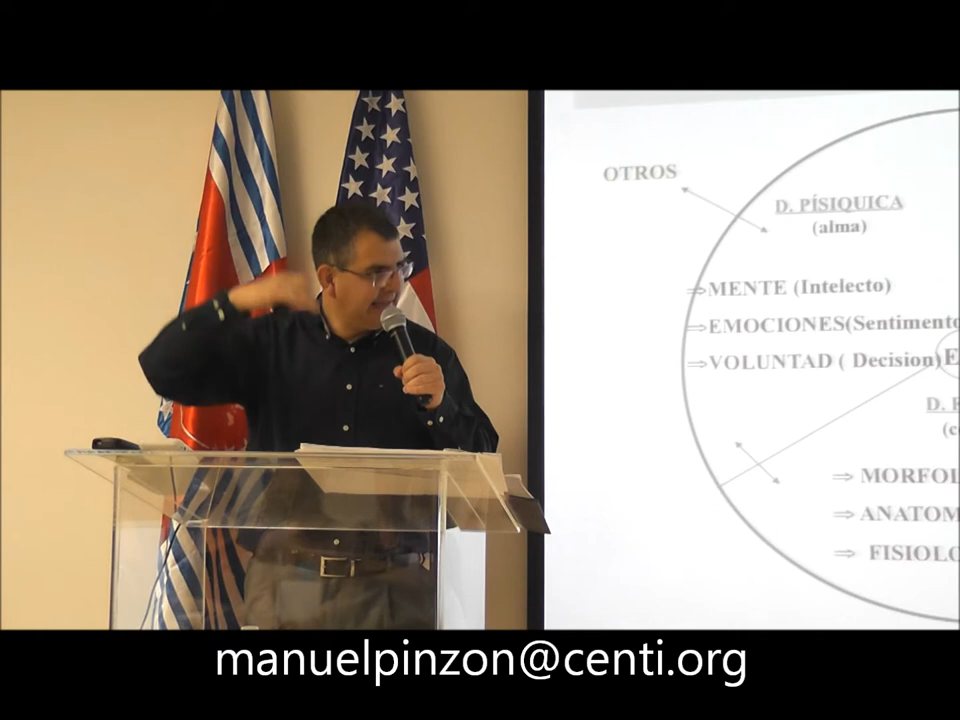 OTROS
D. PÍSIQUICA
(alma)
⇒MENTE (Intelecto)
⇒EMOCIONES(Sentimento
⇒VOLUNTAD ( Decision)
⇒ MORFOL
⇒ ANATOM
⇒ FISIOLO
manuelpinzon@centi.org